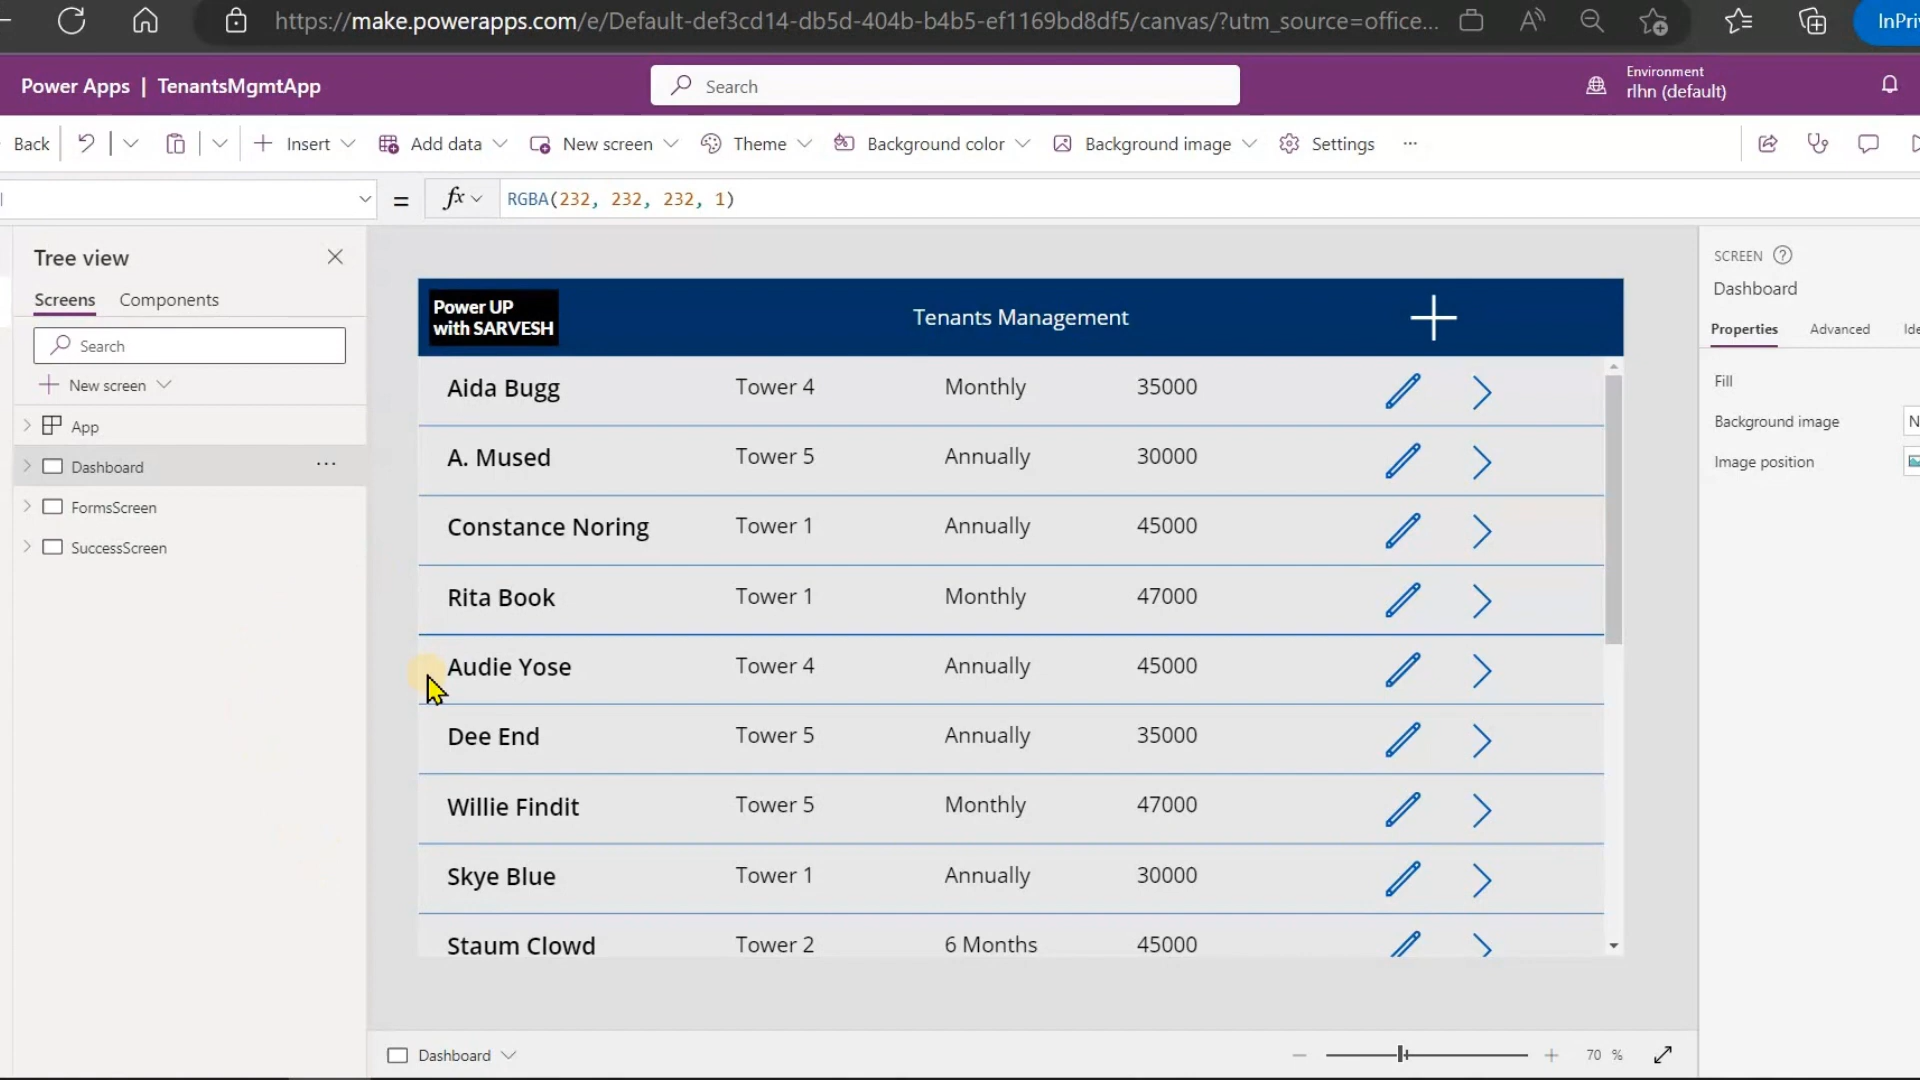 https://make.powerapps.com/e/Default-def3cd14-db5d-404b-b4b5-ef1169bd8df5/canvas/?utm_source=office...
InPri
Power Apps | TenantsMgmtApp
Search
Environment
rlhn (default)
Back
Insert
Add data
New screen
Theme
Background color
Background image
Settings
...
= fx RGBA(232, 232, 232, 1)
Tree view
Screens Components
Search
New screen
App
Dashboard ...
FormsScreen
SuccessScreen
Power UP
with SARVESH
Tenants Management
Aida Bugg Tower 4 Monthly 35000
A. Mused Tower 5 Annually 30000
Constance Noring Tower 1 Annually 45000
Rita Book Tower 1 Monthly 47000
Audie Yose Tower 4 Annually 45000
Dee End Tower 5 Annually 35000
Willie Findit Tower 5 Monthly 47000
Skye Blue Tower 1 Annually 30000
Staum Clowd Tower 2 6 Months 45000
SCREEN
Dashboard
Properties Advanced Ide
Fill
Background image N
Image position
Dashboard
70 %